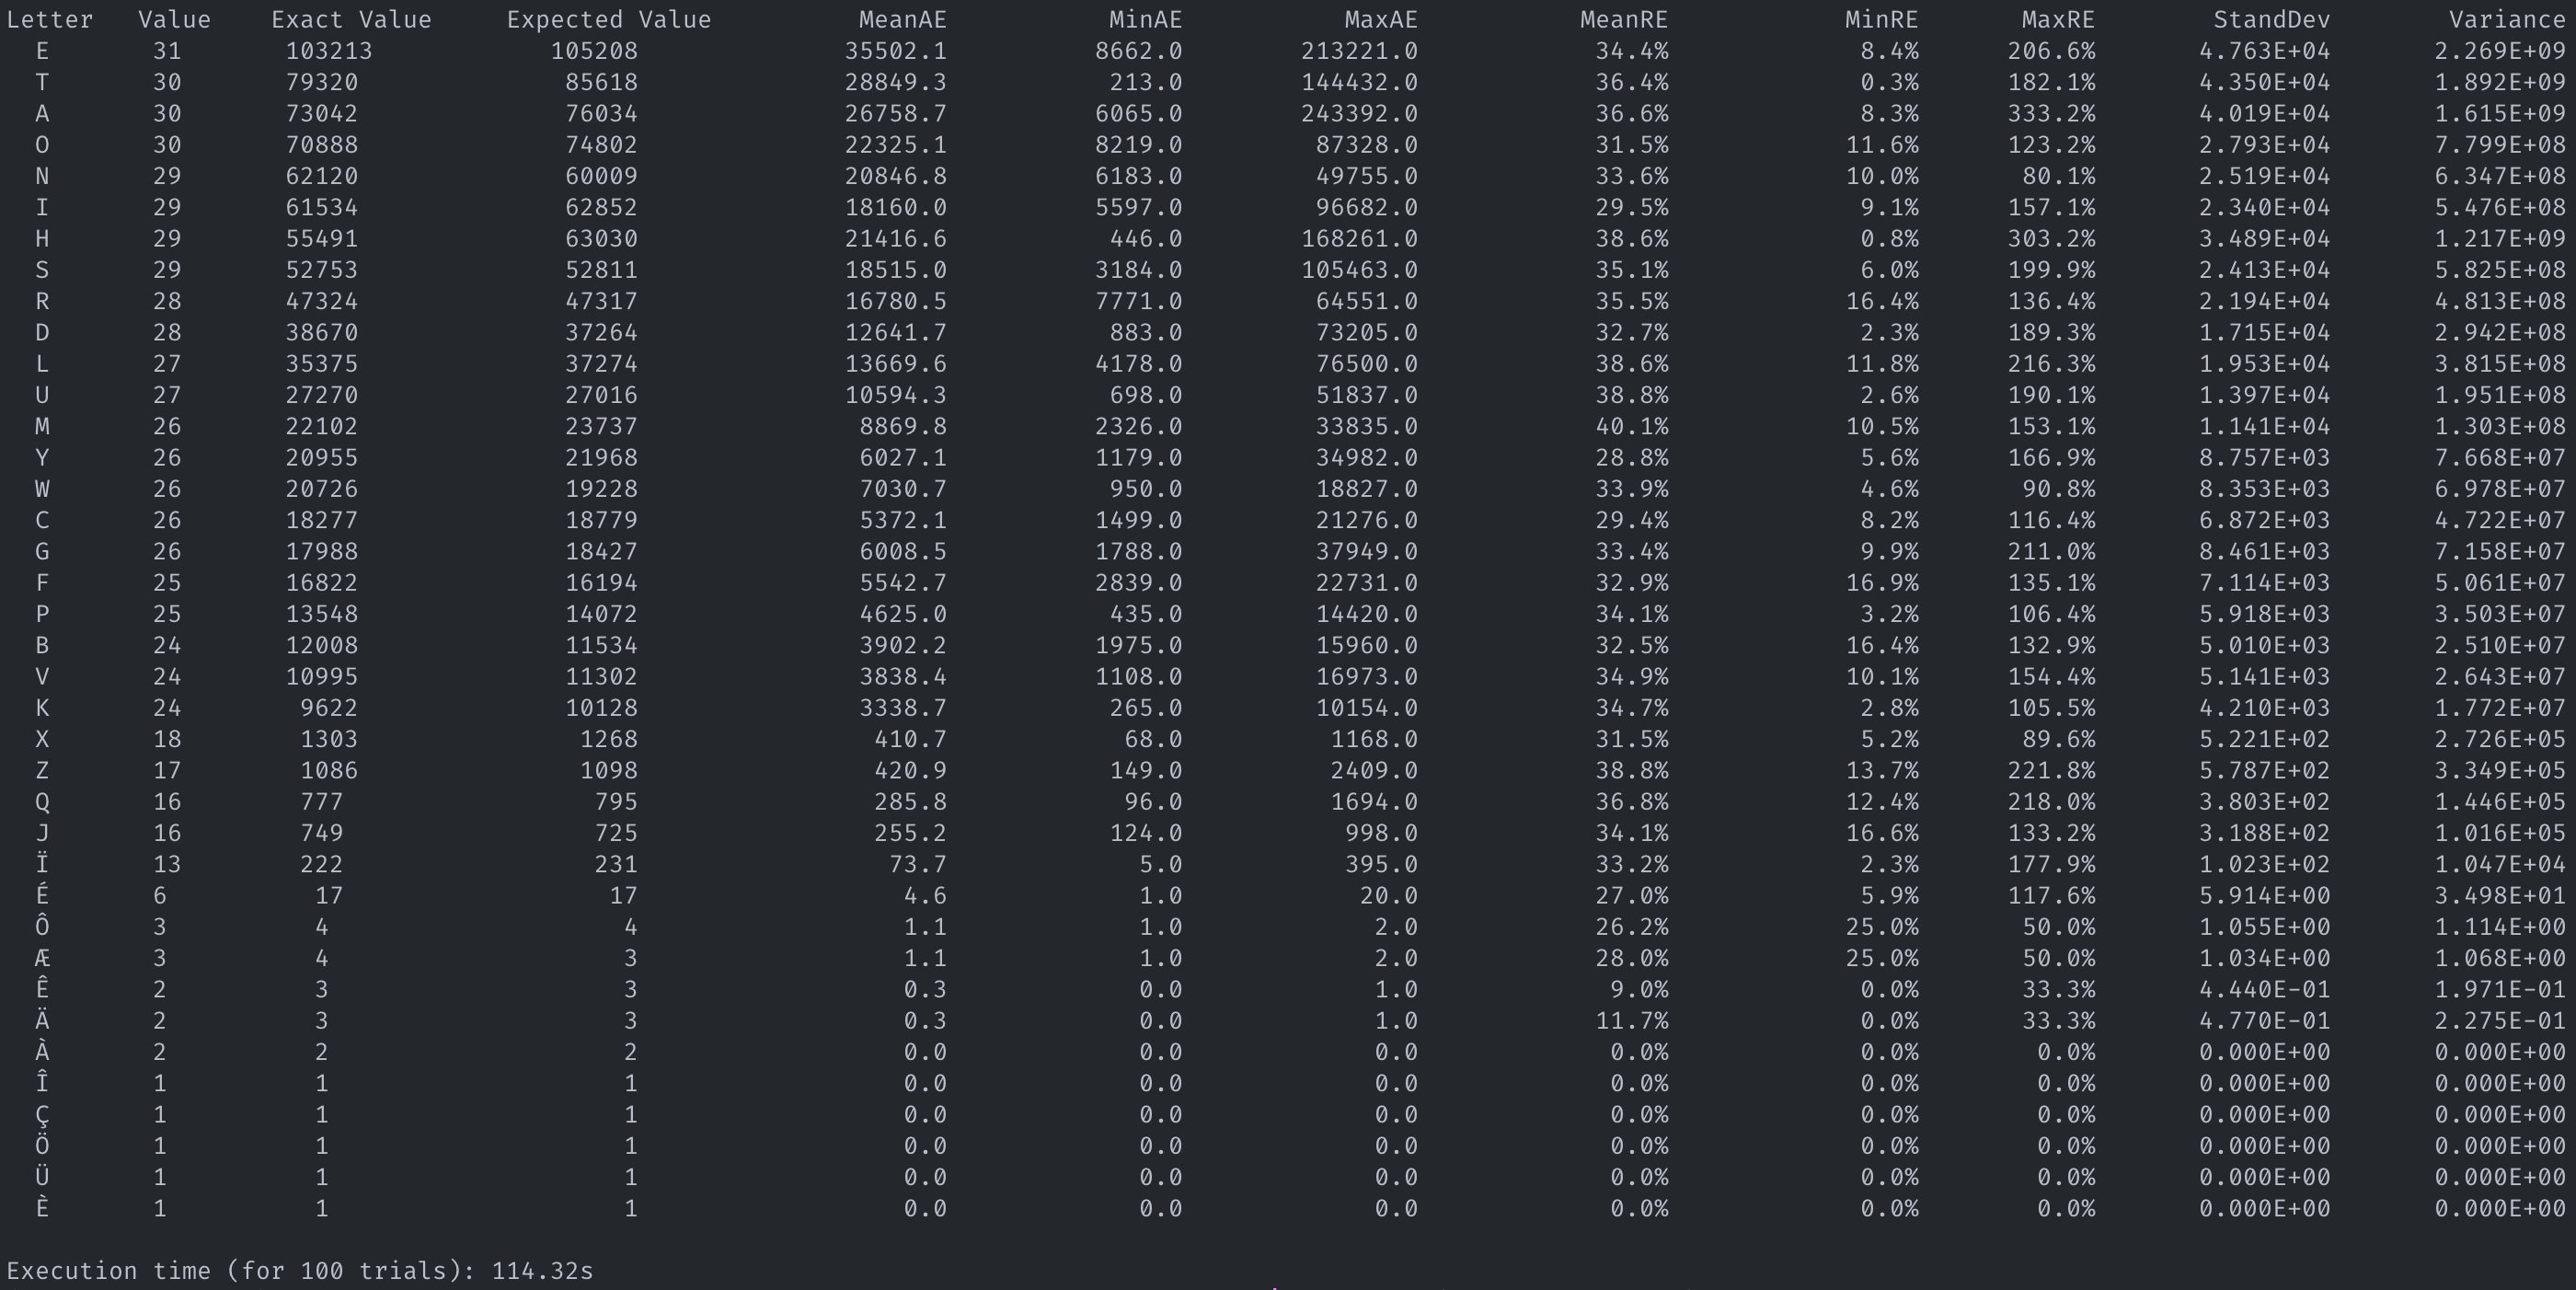 Letter Value Exact Value Expected Value MeanAE MinAE MaxAE MeanRE MinRE MaxRE StandDev Variance
E 31 103213 105208 35502.1 8662.0 213221.0 34.4% 8.4% 206.6% 4.763E+04 2.269E+09
T 30 79320 85618 28849.3 213.0 144432.0 36.4% 0.3% 182.1% 4.350E+04 1.892E+09
A 30 73042 76034 26758.7 6065.0 243392.0 36.6% 8.3% 333.2% 4.019E+04 1.615E+09
O 30 70888 74802 22325.1 8219.0 87328.0 31.5% 11.6% 123.2% 2.793E+04 7.799E+08
N 29 62120 60009 20846.8 6183.0 49755.0 33.6% 10.0% 80.1% 2.519E+04 6.347E+08
I 29 61534 62852 18160.0 5597.0 96682.0 29.5% 9.1% 157.1% 2.340E+04 5.476E+08
H 29 55491 63030 21416.6 446.0 168261.0 38.6% 0.8% 303.2% 3.489E+04 1.217E+09
S 29 52753 52811 18515.0 3184.0 105463.0 35.1% 6.0% 199.9% 2.413E+04 5.825E+08
R 28 47324 47317 16780.5 7771.0 64551.0 35.5% 16.4% 136.4% 2.194E+04 4.813E+08
D 28 38670 37264 12641.7 883.0 73205.0 32.7% 2.3% 189.3% 1.715E+04 2.942E+08
L 27 35375 37274 13669.6 4178.0 76500.0 38.6% 11.8% 216.3% 1.953E+04 3.815E+08
U 27 27270 27016 10594.3 698.0 51837.0 38.8% 2.6% 190.1% 1.397E+04 1.951E+08
M 26 22102 23737 8869.8 2326.0 33835.0 40.1% 10.5% 153.1% 1.141E+04 1.303E+08
Y 26 20955 21968 6027.1 1179.0 34982.0 28.8% 5.6% 166.9% 8.757E+03 7.668E+07
W 26 20726 19228 7030.7 950.0 18827.0 33.9% 4.6% 90.8% 8.353E+03 6.978E+07
C 26 18277 18779 5372.1 1499.0 21276.0 29.4% 8.2% 116.4% 6.872E+03 4.722E+07
G 26 17988 18427 6008.5 1788.0 37949.0 33.4% 9.9% 211.0% 8.461E+03 7.158E+07
F 25 16822 16194 5542.7 2839.0 22731.0 32.9% 16.9% 135.1% 7.114E+03 5.061E+07
P 25 13548 14072 4625.0 435.0 14420.0 34.1% 3.2% 106.4% 5.918E+03 3.503E+07
B 24 12008 11534 3902.2 1975.0 15960.0 32.5% 16.4% 132.9% 5.010E+03 2.510E+07
V 24 10995 11302 3838.4 1108.0 16973.0 34.9% 10.1% 154.4% 5.141E+03 2.643E+07
K 24 9622 10128 3338.7 265.0 10154.0 34.7% 2.8% 105.5% 4.210E+03 1.772E+07
X 18 1303 1268 410.7 68.0 1168.0 31.5% 5.2% 89.6% 5.221E+02 2.726E+05
Z 17 1086 1098 420.9 149.0 2409.0 38.8% 13.7% 221.8% 5.787E+02 3.349E+05
Q 16 777 795 285.8 96.0 1694.0 36.8% 12.4% 218.0% 3.803E+02 1.446E+05
J 16 749 725 255.2 124.0 998.0 34.1% 16.6% 133.2% 3.188E+02 1.016E+05
Ï 13 222 231 73.7 5.0 395.0 33.2% 2.3% 177.9% 1.023E+02 1.047E+04
É 6 17 17 4.6 1.0 20.0 27.0% 5.9% 117.6% 5.914E+00 3.498E+01
Ô 3 4 4 1.1 1.0 2.0 26.2% 25.0% 50.0% 1.055E+00 1.114E+00
Æ 3 4 3 1.1 1.0 2.0 28.0% 25.0% 50.0% 1.034E+00 1.068E+00
Ê 2 3 3 0.3 0.0 1.0 9.0% 0.0% 33.3% 4.440E-01 1.971E-01
Ä 2 3 3 0.3 0.0 1.0 11.7% 0.0% 33.3% 4.770E-01 2.275E-01
À 2 2 2 0.0 0.0 0.0 0.0% 0.0% 0.0% 0.000E+00 0.000E+00
Î 1 1 1 0.0 0.0 0.0 0.0% 0.0% 0.0% 0.000E+00 0.000E+00
Ç 1 1 1 0.0 0.0 0.0 0.0% 0.0% 0.0% 0.000E+00 0.000E+00
Ö 1 1 1 0.0 0.0 0.0 0.0% 0.0% 0.0% 0.000E+00 0.000E+00
Ü 1 1 1 0.0 0.0 0.0 0.0% 0.0% 0.0% 0.000E+00 0.000E+00
È 1 1 1 0.0 0.0 0.0 0.0% 0.0% 0.0% 0.000E+00 0.000E+00
Execution time (for 100 trials): 114.32s